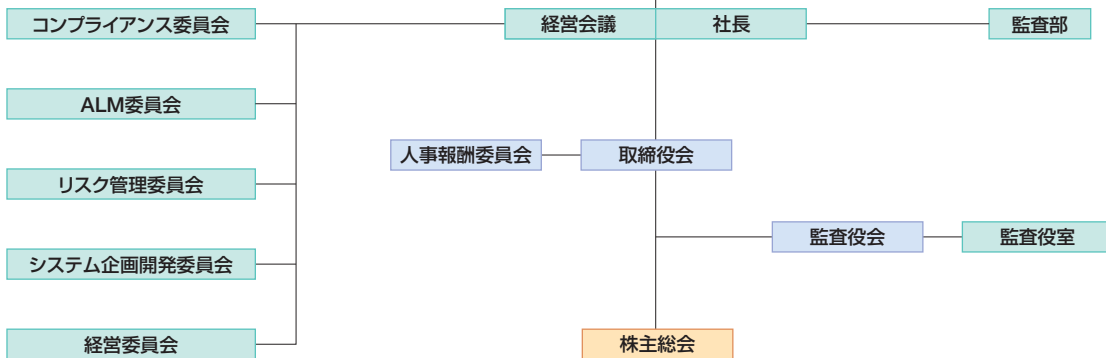 コンプライアンス委員会
経営会議
社長
監査部
ALM委員会
人事報酬委員会
取締役会
リスク管理委員会
監査役会
監査役室
システム企画開発委員会
経営委員会
株主総会